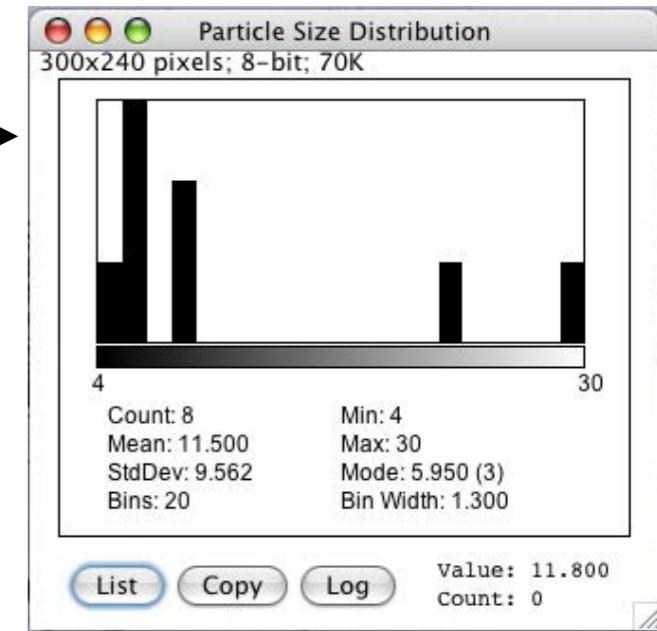 Particle Size Distribution
300x240 pixels; 8-bit; 70K
4 30
Count: 8 Min: 4
Mean: 11.500 Max: 30
StdDev: 9.562 Mode: 5.950 (3)
Bins: 20 Bin Width: 1.300
List Copy Log Value: 11.800
Count: 0